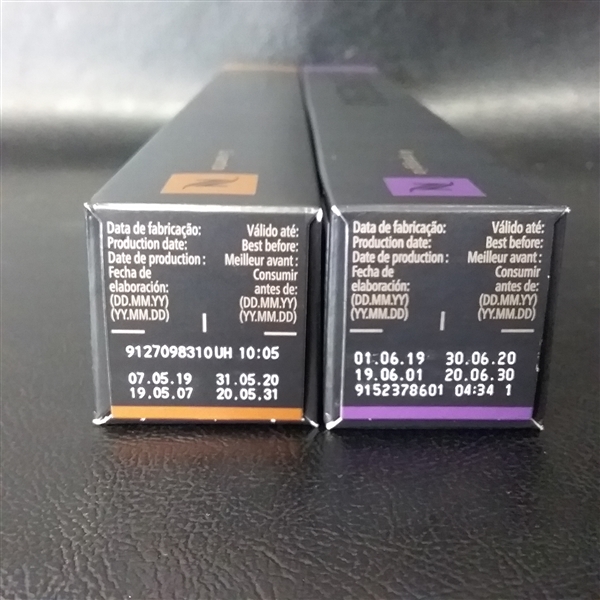 Data de fabricação: Válido até:
Production date: Best before:
Date de production : Meilleur avant :
Fecha de Consumir
elaboración: antes de:
(DD.MM.YY) (DD.MM.YY)
(YY.MM.DD) (YY.MM.DD)
9127098310UH 10:05
07.05.19 31.05.20
19.05.07 20.05.31
Data de fabricação: Válido até:
Production date: Best before:
Date de production : Meilleur avant :
Fecha de Consumir
elaboración: antes de:
(DD.MM.YY) (DD.MM.YY)
(YY.MM.DD) (YY.MM.DD)
01.06.19 30.06.20
19.06.01 20.06.30
9152378601 04:34 1